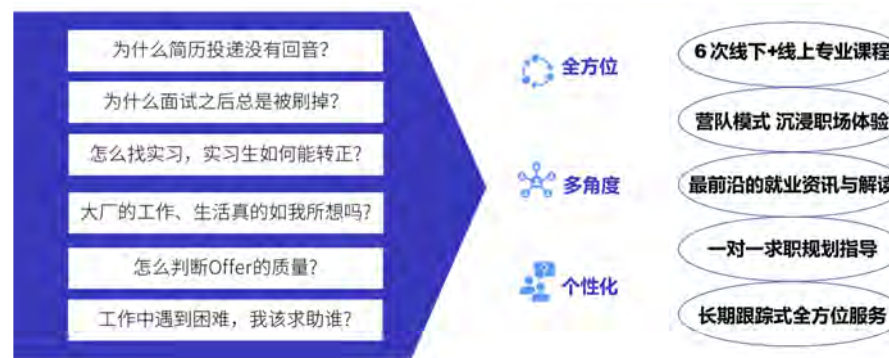 为什么简历投递没有回音？
为什么面试之后总是被刷掉？
怎么找实习，实习生如何能转正？
大厂的工作、生活真的如我所想吗？
怎么判断Offer的质量？
工作中遇到困难，我该求助谁？
全方位
多角度
个性化
6次线下+线上专业课程
营队模式 沉浸职场体验
最前沿的就业资讯与解读
一对一求职规划指导
长期跟踪式全方位服务